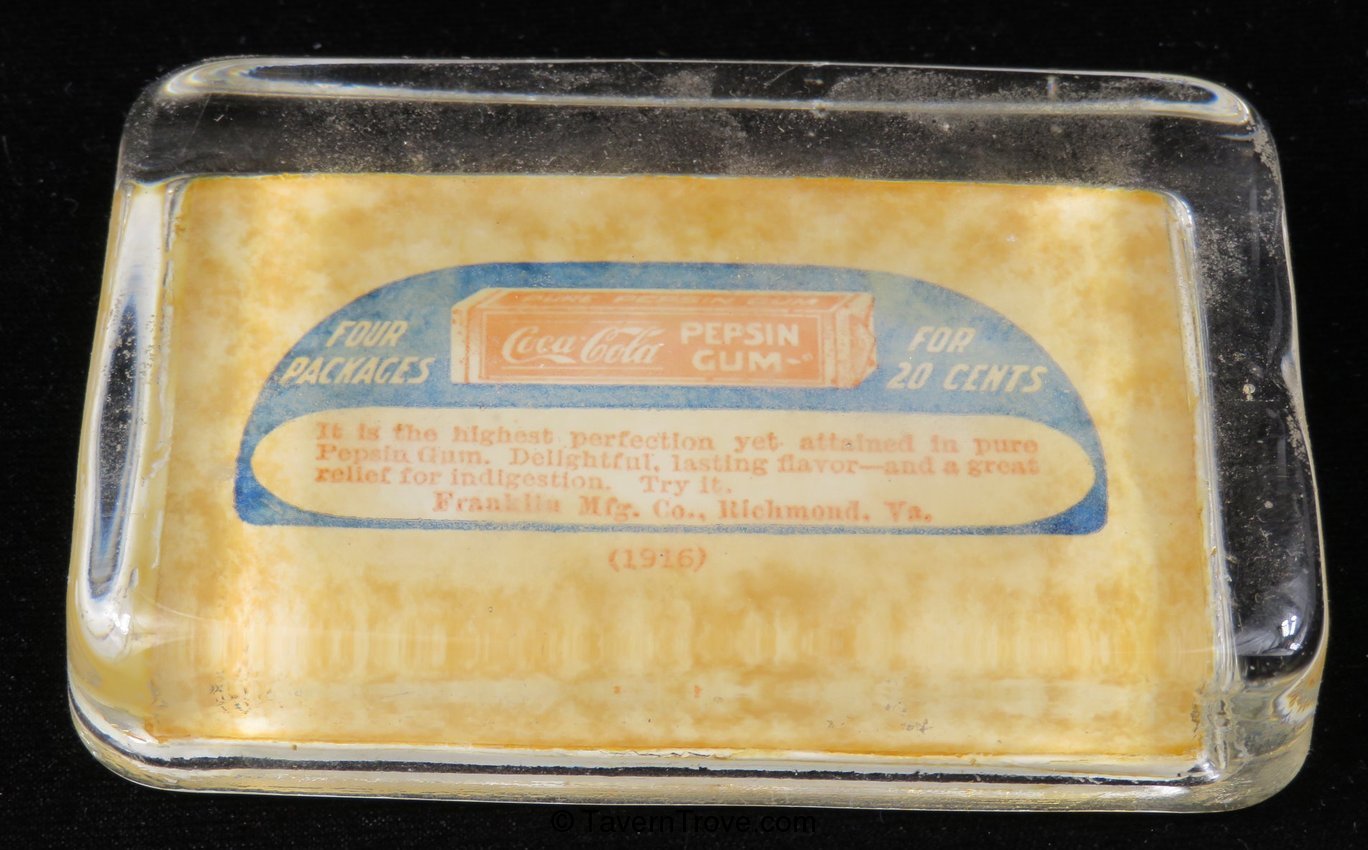 PURE PEPSIN GUM
FOUR
PACKAGES
Coca-Cola
PEPSIN
GUM
FOR
20 CENTS
It is the highest perfection yet attained in pure
Pepsin Gum. Delightful, lasting flavor—and a great
relief for indigestion. Try it.
Franklin Mfg. Co., Richmond, Va.
(1916)
© TavernTrove.com